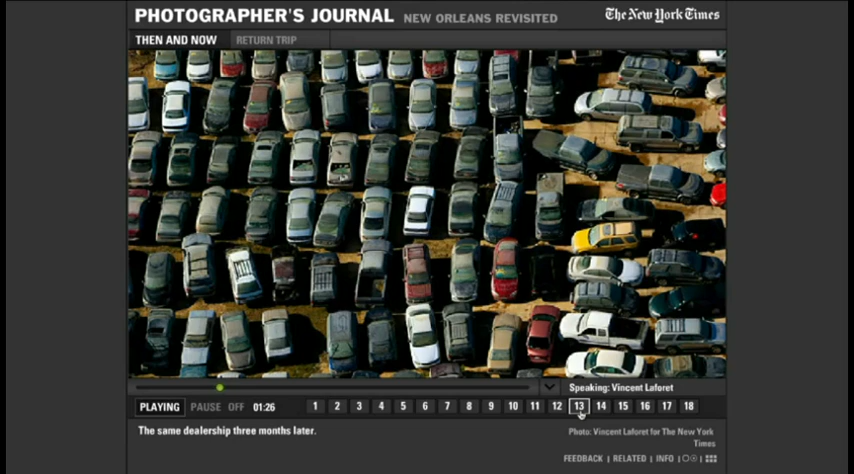 PHOTOGRAPHER'S JOURNAL NEW ORLEANS REVISITED The New York Times
THEN AND NOW RETURN TRIP
Speaking: Vincent Laforet
PLAYING PAUSE OFF 01:26 1 2 3 4 5 6 7 8 9 10 11 12 13 14 15 16 17 18
The same dealership three months later.
Photo: Vincent Laforet for The New York
Times
FEEDBACK | RELATED | INFO |